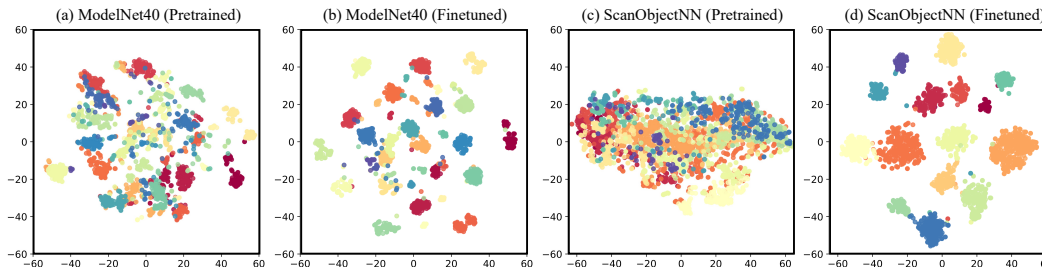 (a) ModelNet40 (Pretrained) (b) ModelNet40 (Finetuned) (c) ScanObjectNN (Pretrained) (d) ScanObjectNN (Finetuned)
60 60 60 60
40 40 40 40
20 20 20 20
0 0 0 0
−20 −20 −20 −20
−40 −40 −40 −40
−60 −60 −60 −60
−60 −40 −20 0 20 40 60 −60 −40 −20 0 20 40 60 −60 −40 −20 0 20 40 60 −60 −40 −20 0 20 40 60